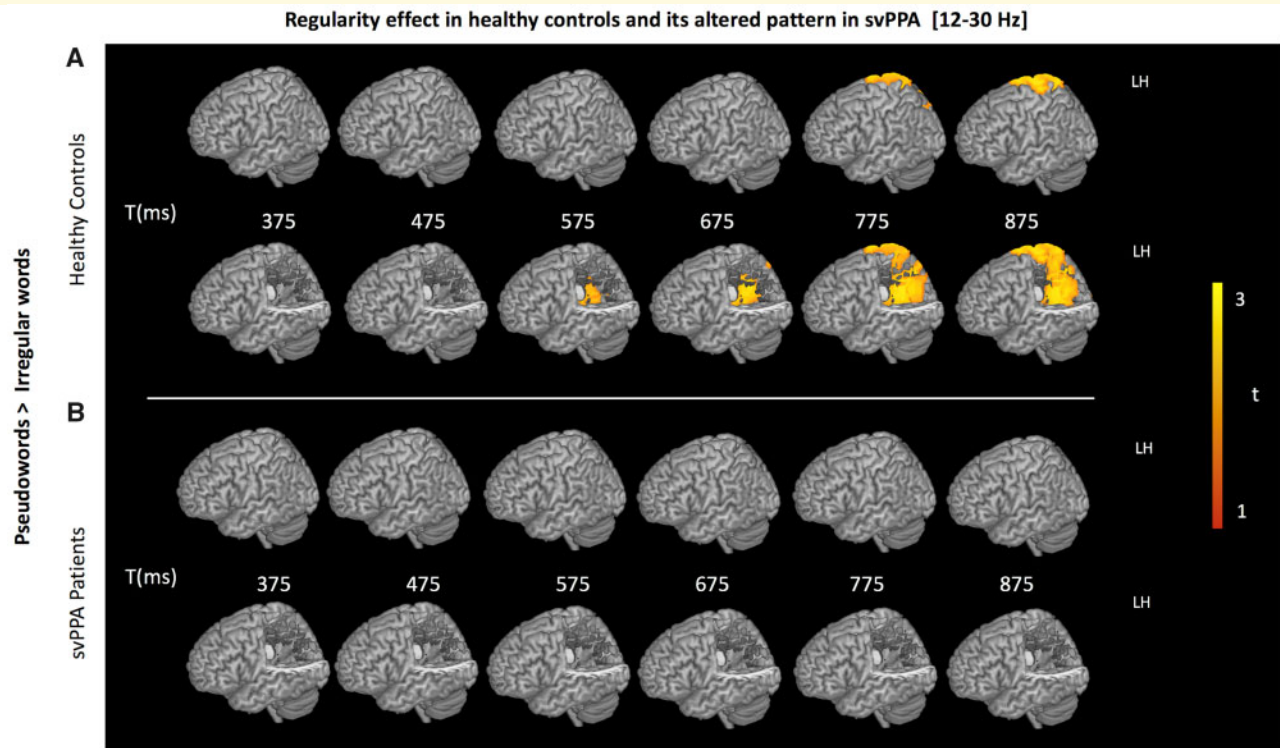 Regularity effect in healthy controls and its altered pattern in svPPA [12-30 Hz]
Pseudowords > Irregular words
A
Healthy Controls
LH
T(ms)
375 475 575 675 775 875
LH
B
svPPA Patients
LH
T(ms)
375 475 575 675 775 875
LH
3
t
1